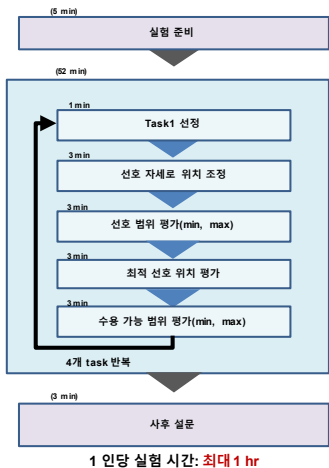 (5 min)
실험 준비
(52 min)
1 min
Task1 선정
3 min
선호 자세로 위치 조정
3 min
선호 범위 평가(min, max)
3 min
최적 선호 위치 평가
3 min
수용 가능 범위 평가(min, max)
4개 task 반복
(3 min)
사후 설문
1 인당 실험 시간: 최대 1 hr